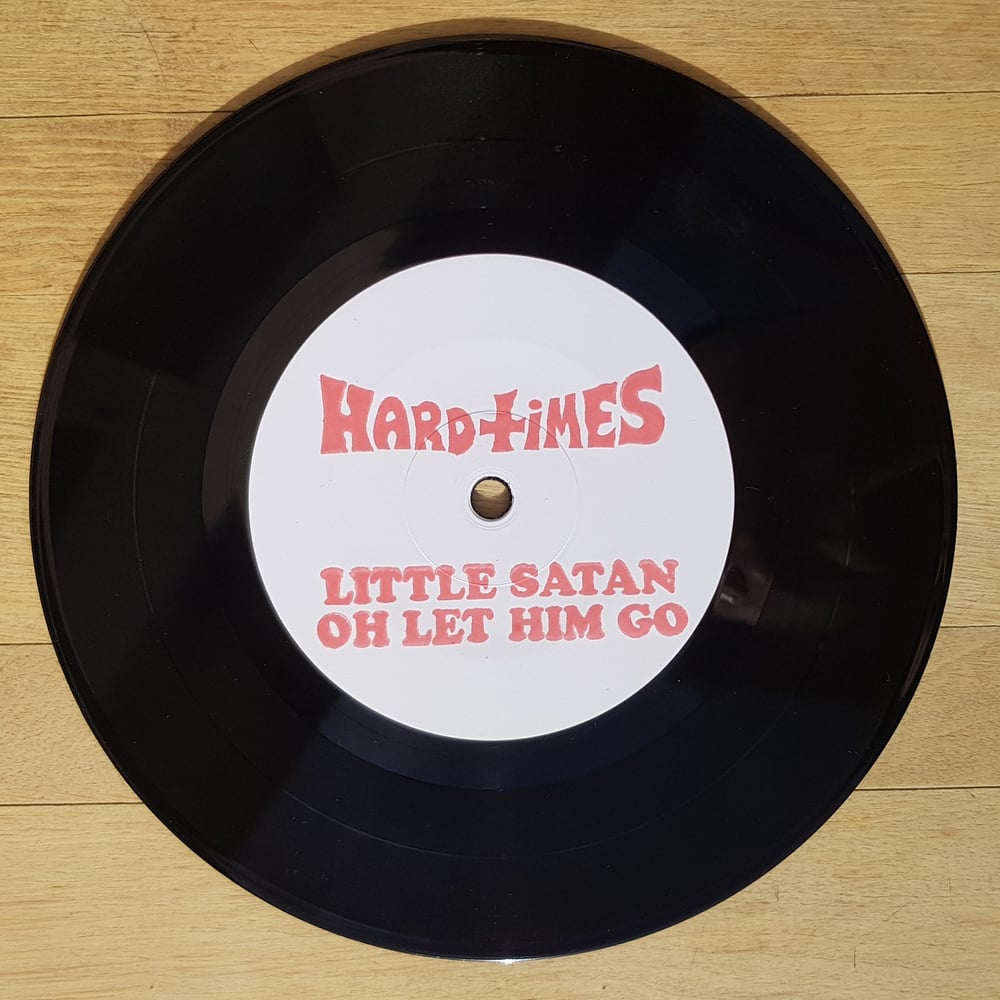 HARD TiMES
LITTLE SATAN
OH LET HIM GO